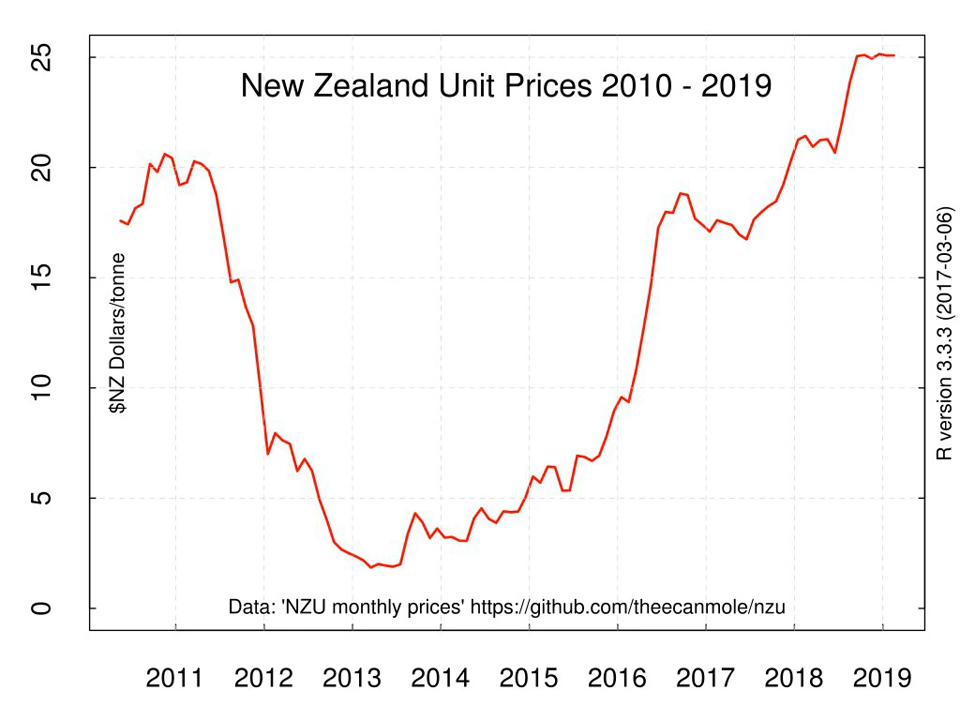 New Zealand Unit Prices 2010 - 2019
25
20
15
10
5
0
$NZ Dollars/tonne
R version 3.3.3 (2017-03-06)
Data: 'NZU monthly prices' https://github.com/theecanmole/nzu
2011 2012 2013 2014 2015 2016 2017 2018 2019